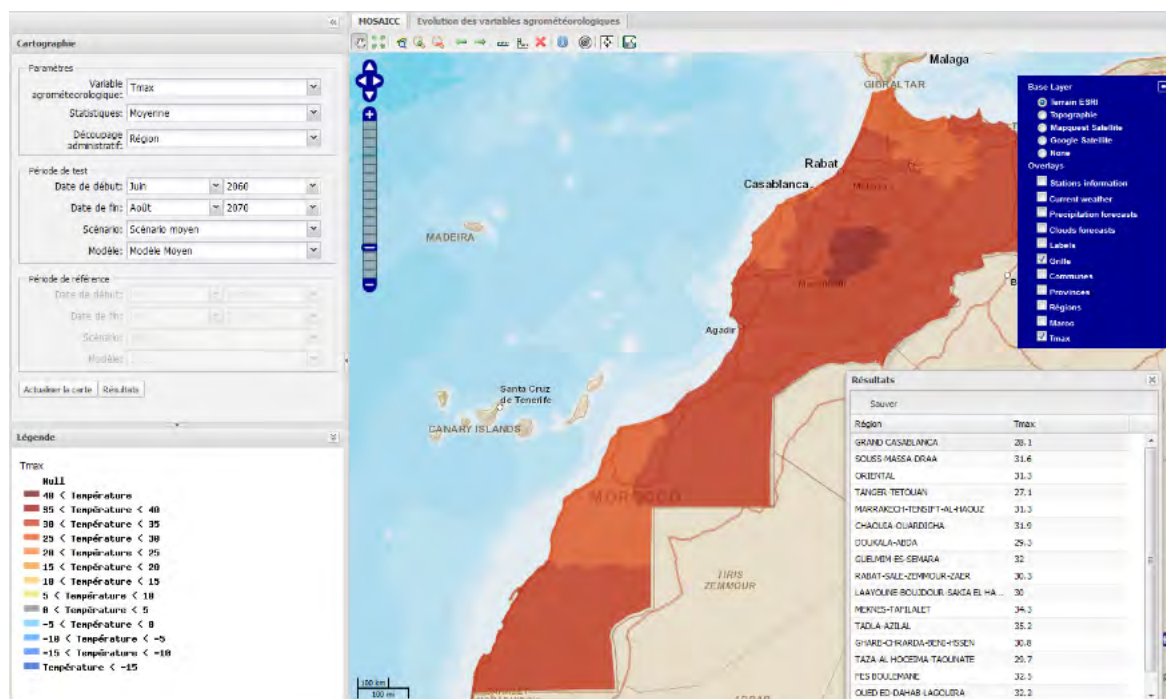 MOSAICC
Evolution des variables agrométéorologiques
Cartographie
Paramètres
Variable agrométeorologique: Tmax
Statistiques: Moyenne
Découpage administratif: Région
Période de test
Date de début: Juin 2060
Date de fin: Août 2070
Scénario: Scénario moyen
Modèle: Modèle Moyen
Période de référence
Date de début:
Date de fin:
Scénario:
Modèle:
Actualiser la carte
Résultats
Légende
Tmax
Null
40 < Température
35 < Température < 40
30 < Température < 35
25 < Température < 30
20 < Température < 25
15 < Température < 20
10 < Température < 15
5 < Température < 10
0 < Température < 5
-5 < Température < 0
-10 < Température < -5
-15 < Température < -10
Température < -15
Malaga
GIBRALTAR
Rabat
Casablanca
MADEIRA
Agadir
Santa Cruz
de Tenerife
CANARY ISLANDS
MOROCCO
TIRIS
ZEMMOUR
100 km
100 mi
Base Layer
Terrain ESRI
Topographie
Mapquest Satellite
Google Satellite
None
Overlays
Stations information
Current weather
Precipitation forecasts
Clouds forecasts
Labels
Grille
Communes
Provinces
Régions
Maroc
Tmax
Résultats
Sauver
Région Tmax
GRAND CASABLANCA 28.1
SOUSS-MASSA-DRAA 31.6
ORIENTAL 31.3
TANGER-TETOUAN 27.1
MARRAKECH-TENSIFT-AL-HAOUZ 31.3
CHAOUIA-OUARDIGHA 31.9
DOUKALA-ABDA 29.3
GUELMIM-ES-SEMARA 32
RABAT-SALE-ZEMMOUR-ZAER 30.3
LAAYOUNE-BOUJDOUR-SAKIA EL HA... 30
MEKNES-TAFILALET 34.3
TADLA-AZILAL 35.2
GHARB-CHRARDA-BENI-HSSEN 30.8
TAZA-AL HOCEIMA-TAOUNATE 29.7
FES BOULEMANE 32.5
OUED ED-DAHAB-LAGOUIRA 32.2